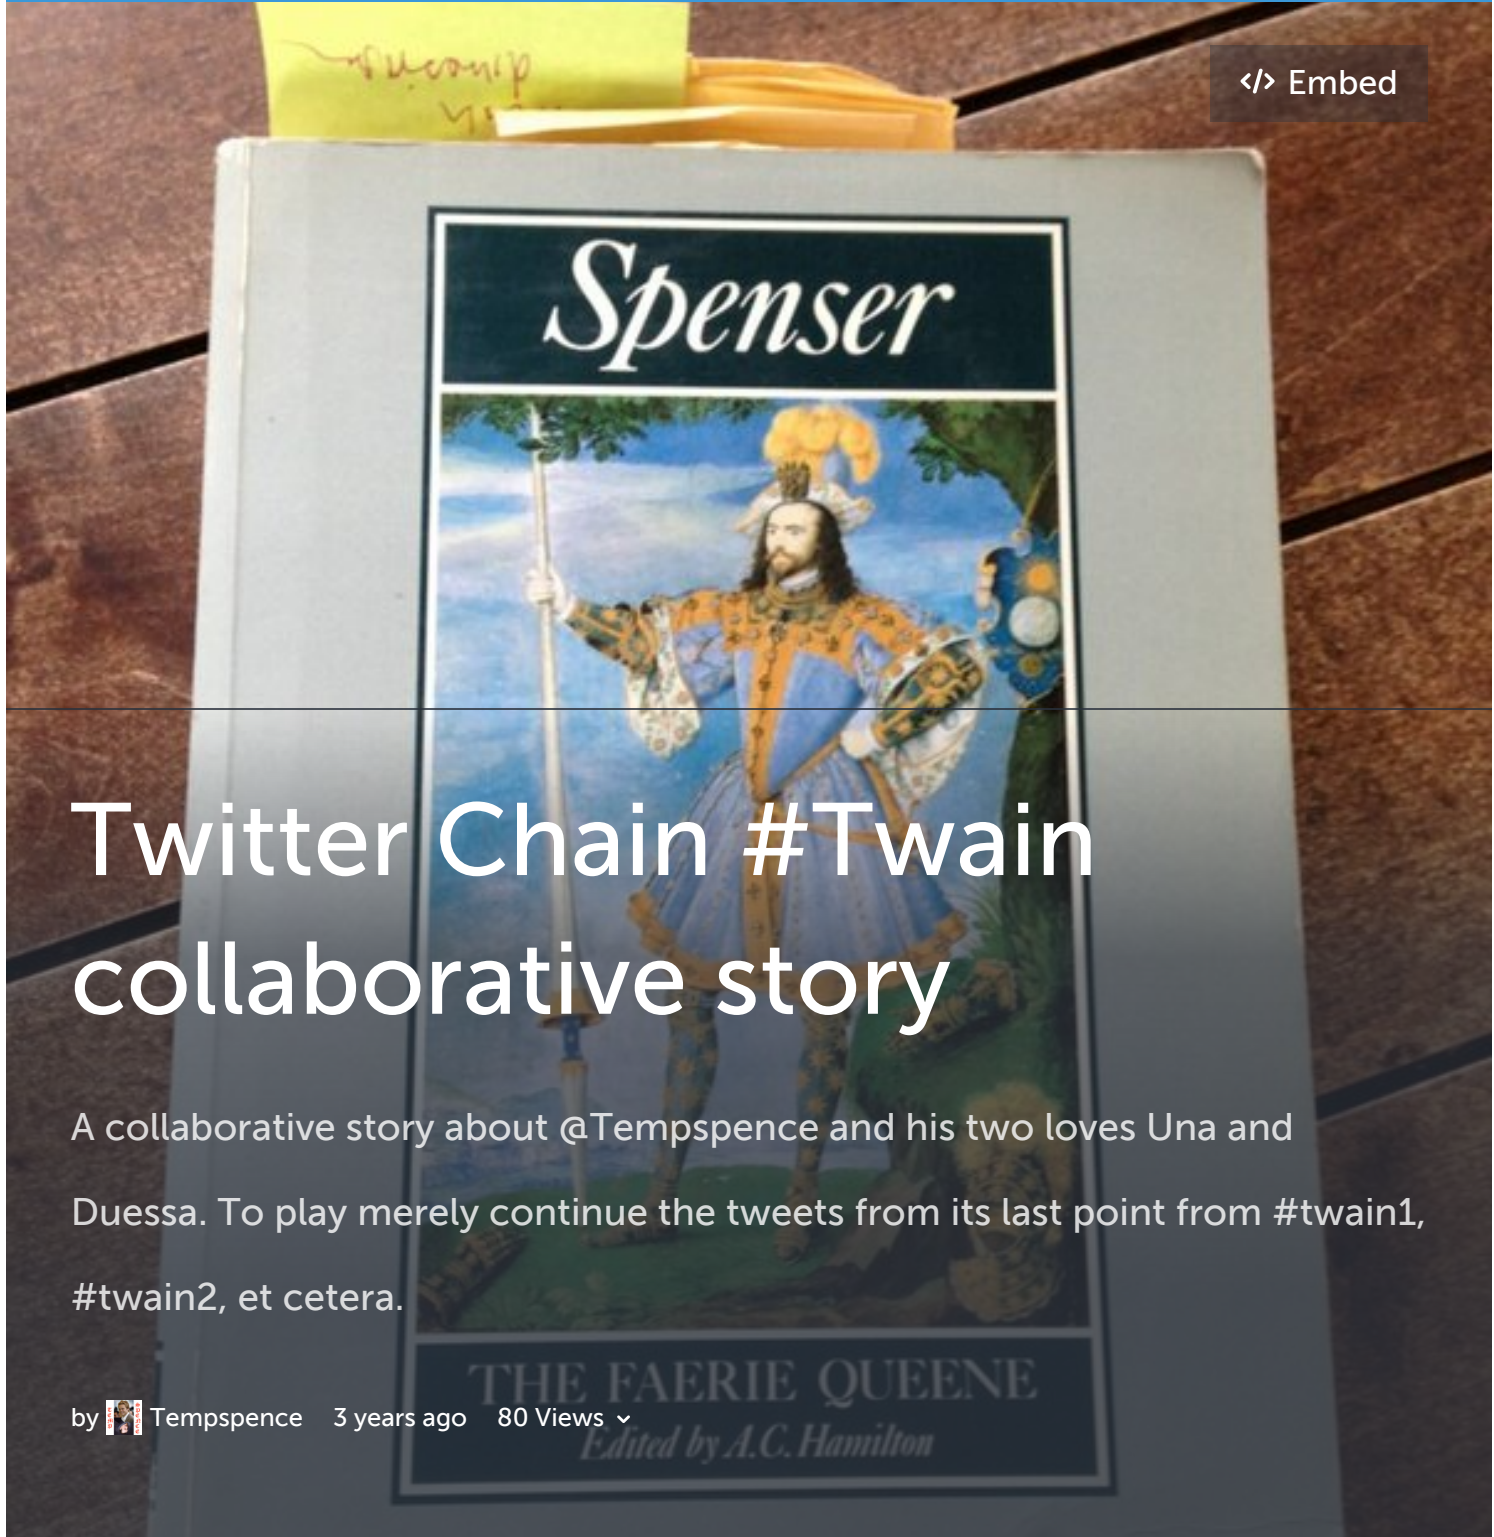 Embed
Spenser
Twitter Chain #Twain
collaborative story
A collaborative story about @Tempspence and his two loves Una and
Duessa. To play merely continue the tweets from its last point from #twain1,
#twain2, et cetera.
THE FAERIE QUEENE
by Tempspence 3 years ago 80 Views
Edited by A.C. Hamilton